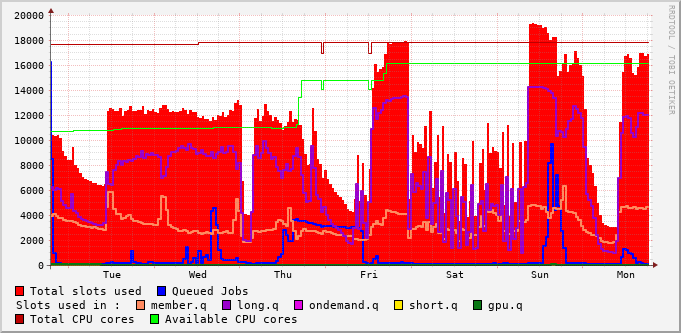 20000
18000
16000
14000
12000
10000
8000
6000
4000
2000
0
Tue Wed Thu Fri Sat Sun Mon
RRDTOOL / TOBI OETIKER
Total slots used Queued Jobs
Slots used in : member.q long.q ondemand.q short.q gpu.q
Total CPU cores Available CPU cores